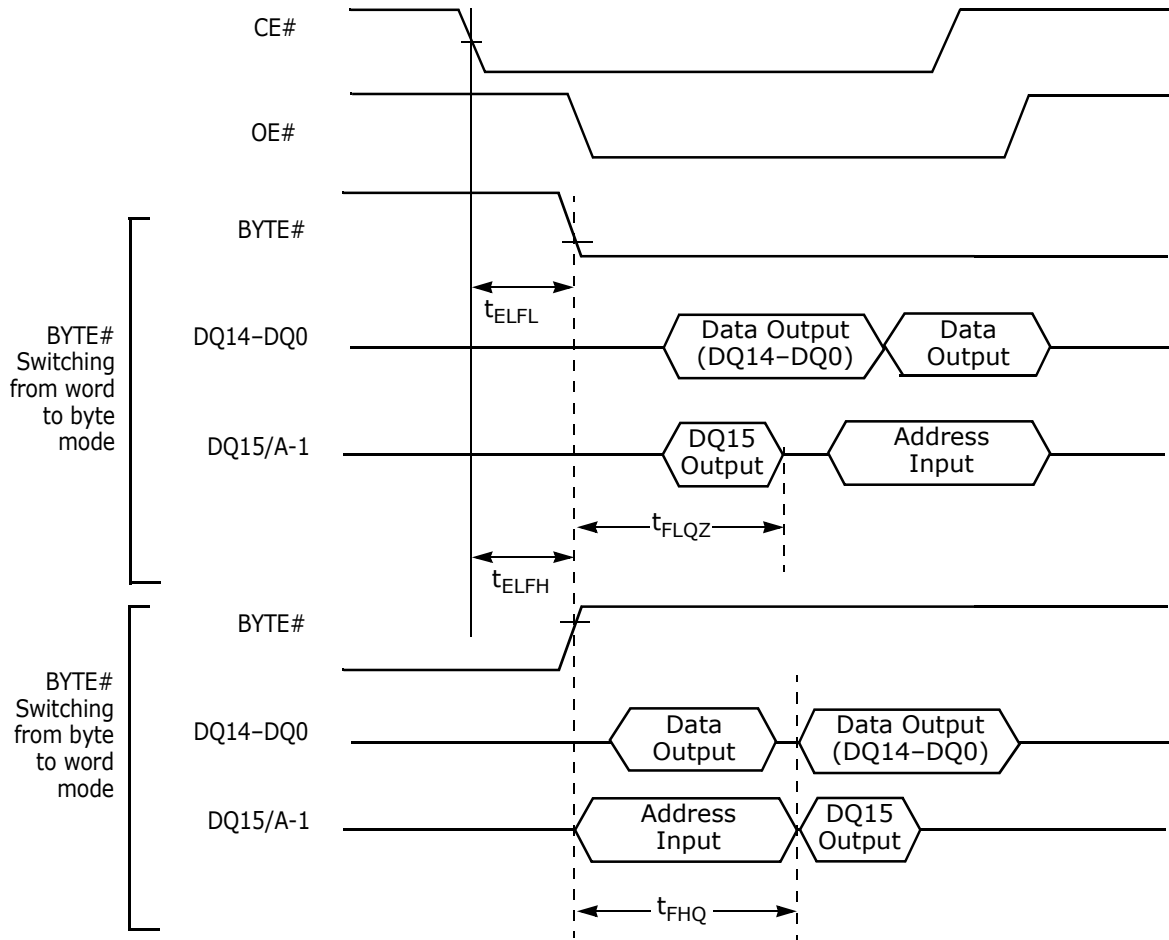 CE#
OE#
BYTE#
tELFL
BYTE#
Switching
from word
to byte
mode
DQ14–DQ0
Data Output
(DQ14–DQ0)
Data
Output
DQ15/A-1
DQ15
Output
Address
Input
tFLQZ
tELFH
BYTE#
BYTE#
Switching
from byte
to word
mode
DQ14–DQ0
Data
Output
Data Output
(DQ14–DQ0)
DQ15/A-1
Address
Input
DQ15
Output
tFHQ